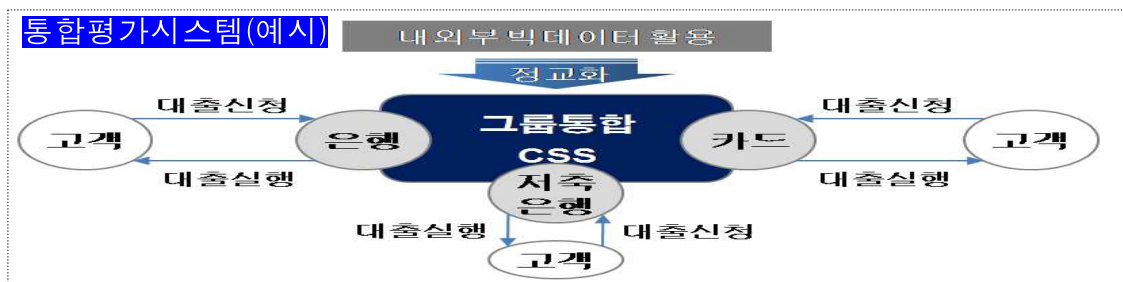 통합평가시스템(예시)
내외부 빅데이터 활용
정교화
대출신청
대출신청
그룹통합
고객
은행
카드
고객
CSS
대출실행
저축
대출실행
은행
대출실행
대출신청
고객